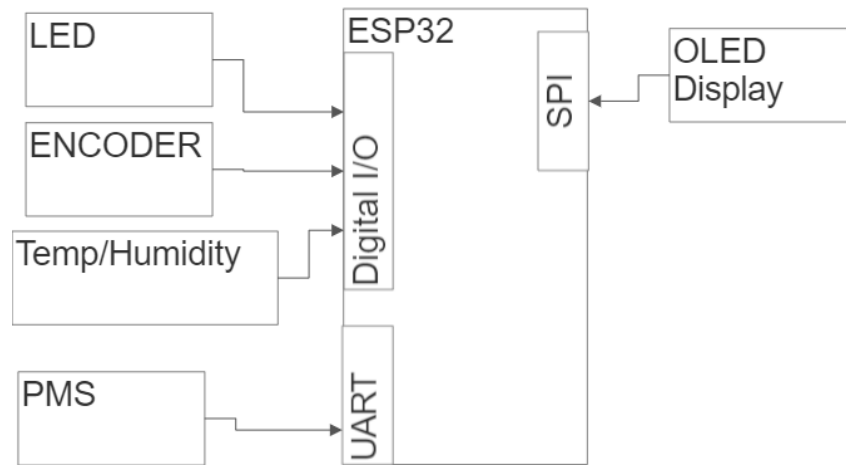 LED
ESP32
OLED
Display
SPI
ENCODER
Digital I/O
Temp/Humidity
PMS
UART